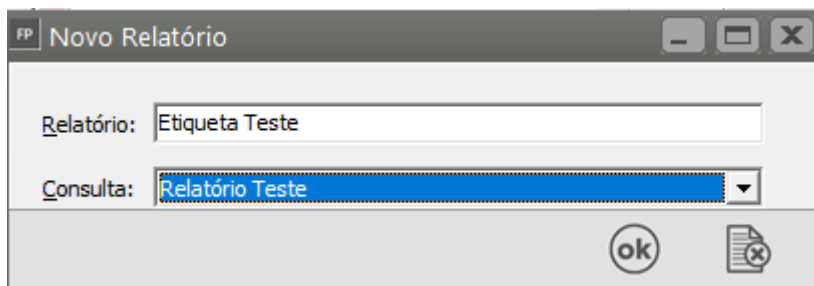 FP Novo Relatório
Relatório: Etiqueta Teste
Consulta: Relatório Teste
ok